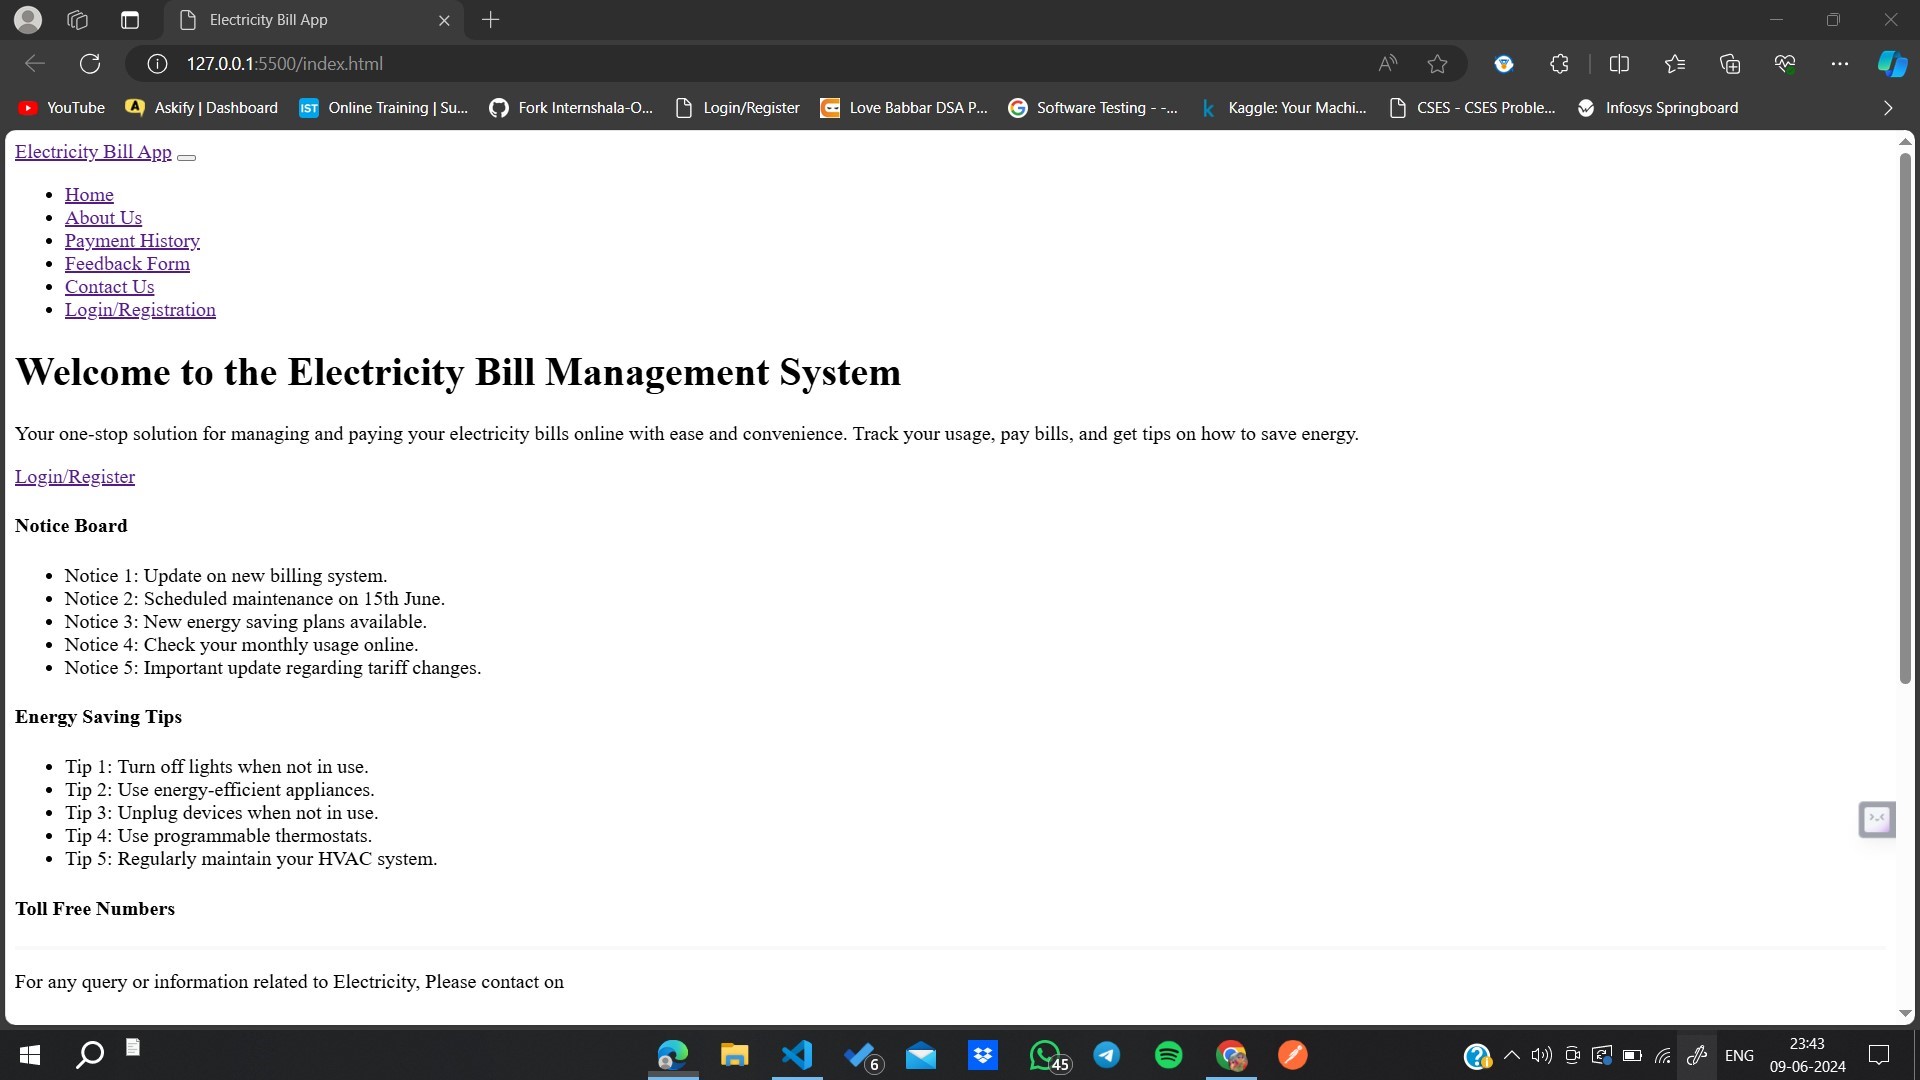 Electricity Bill App
127.0.0.1:5500/index.html
YouTube
Askify | Dashboard
IST
Online Training | Su...
Fork Internshala-O...
Login/Register
Love Babbar DSA P...
Software Testing - -...
Kaggle: Your Machi...
CSES - CSES Proble...
Infosys Springboard
Electricity Bill App
Home
About Us
Payment History
Feedback Form
Contact Us
Login/Registration
Welcome to the Electricity Bill Management System
Your one-stop solution for managing and paying your electricity bills online with ease and convenience. Track your usage, pay bills, and get tips on how to save energy.
Login/Register
Notice Board
Notice 1: Update on new billing system.
Notice 2: Scheduled maintenance on 15th June.
Notice 3: New energy saving plans available.
Notice 4: Check your monthly usage online.
Notice 5: Important update regarding tariff changes.
Energy Saving Tips
Tip 1: Turn off lights when not in use.
Tip 2: Use energy-efficient appliances.
Tip 3: Unplug devices when not in use.
Tip 4: Use programmable thermostats.
Tip 5: Regularly maintain your HVAC system.
Toll Free Numbers
For any query or information related to Electricity, Please contact on
6
45
ENG
23:43
09-06-2024